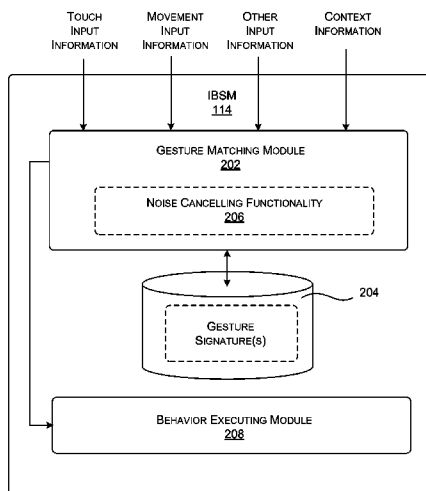 TOUCH INPUT INFORMATION
MOVEMENT INPUT INFORMATION
OTHER INPUT INFORMATION
CONTEXT INFORMATION
IBSM
114
GESTURE MATCHING MODULE
202
NOISE CANCELLING FUNCTIONALITY
206
204
GESTURE
SIGNATURE(S)
BEHAVIOR EXECUTING MODULE
208